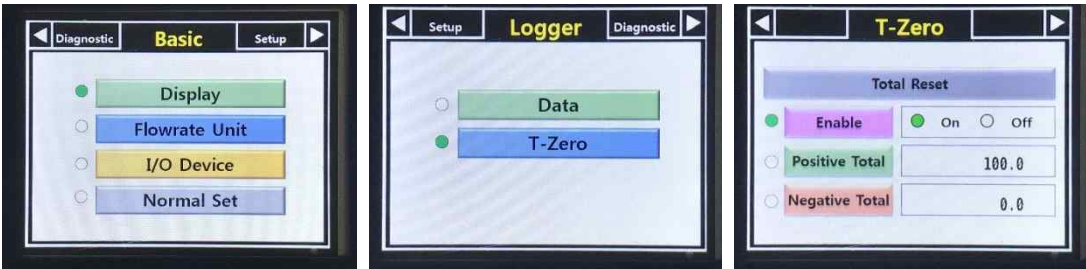 Diagnostic Basic Setup
Display
Flowrate Unit
I/O Device
Normal Set
Setup Logger Diagnostic
Data
T-Zero
T-Zero
Total Reset
Enable On Off
Positive Total 100.0
Negative Total 0.0